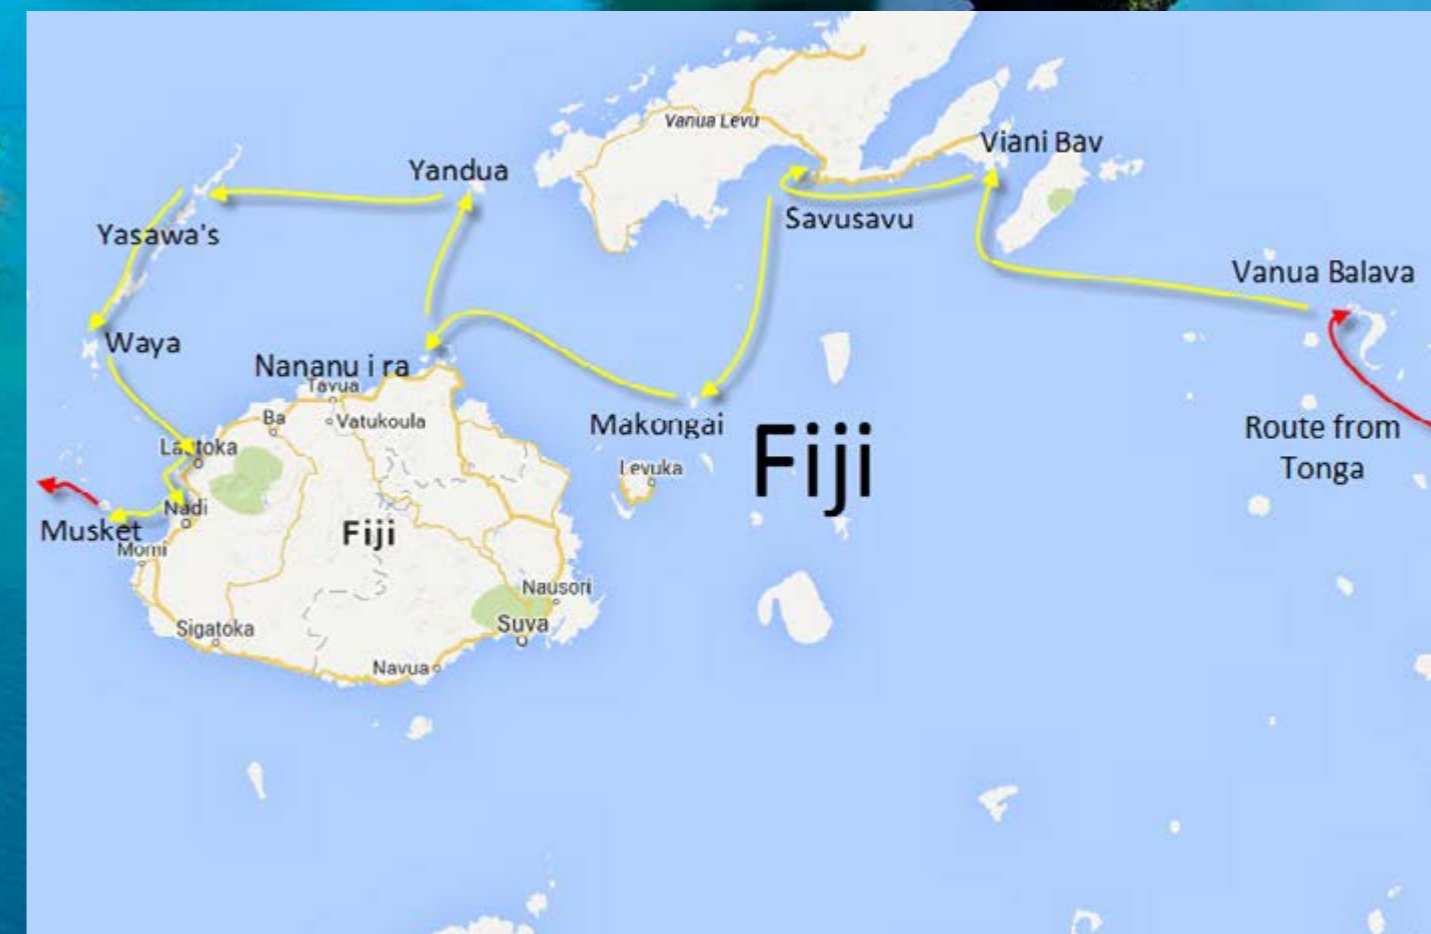 Vanua Levu
Viani Bay
Yandua
Savusavu
Yasawa's
Vanua Balava
Waya
Nananu i ra
Tavua
Ba
Vatukoula
Makongai
Fiji
Route from
Tonga
Lautoka
Levuka
Nadi
Musket
Momi
Fiji
Nausori
Suva
Sigatoka
Navua